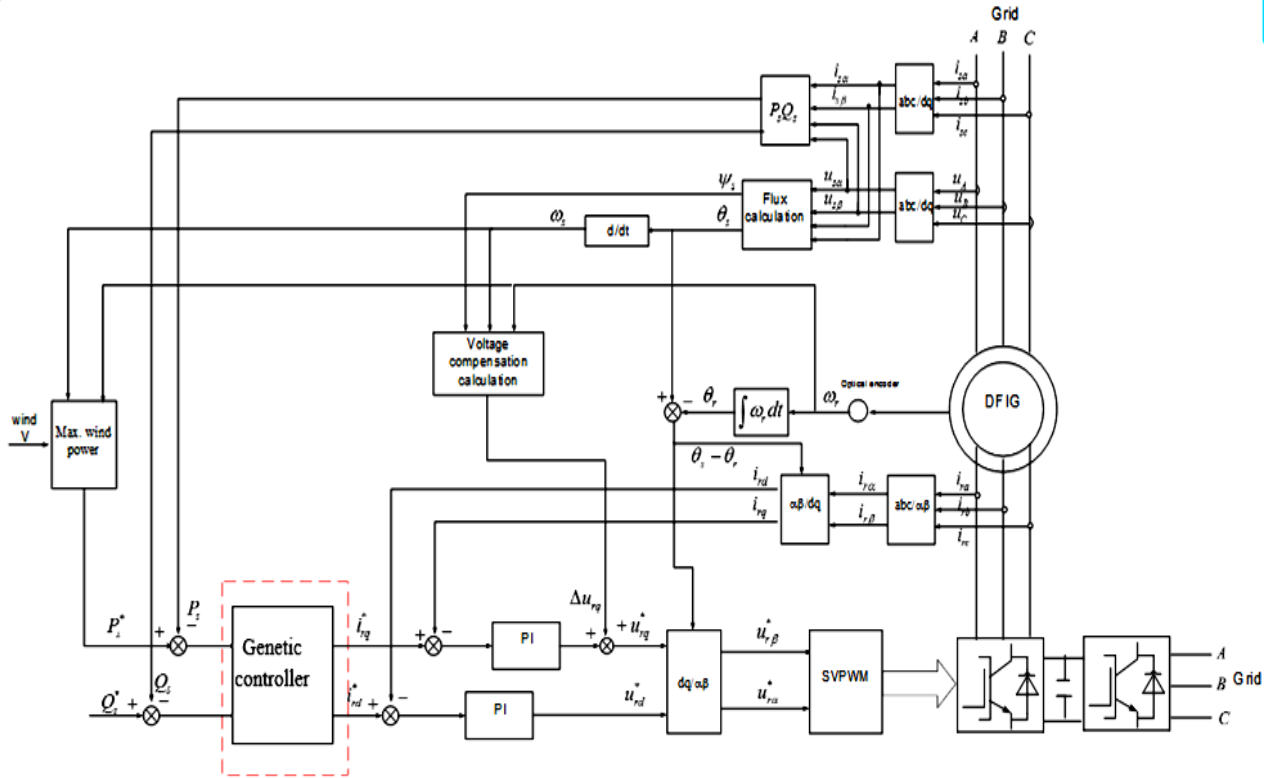 Grid
A B C
i_sα
i_sβ
abc/dq
i_sa
i_sb
i_sc
P_sQ_s
ψ_s
ω_s
θ_s
d/dt
Flux
calculation
u_sα
u_sβ
abc/dq
u_A
u_B
u_C
Voltage
compensation
calculation
wind
V
Max. wind
power
+
−
θ_r
∫ω_r dt
ω_r
Optical encoder
DFIG
θ_s − θ_r
i_rd
i_rq
αβ/dq
i_rα
i_rβ
abc/αβ
i_ra
i_rb
i_rc
P_s^*
+
−
P_s
Q_s^*
+
−
Q_s
Genetic
controller
i_rq^*
+
−
PI
Δu_rq
+
+
u_rq^*
i_rd^*
+
−
PI
u_rd^*
dq/αβ
u_rβ^*
u_rα^*
SVPWM
A
B
Grid
C